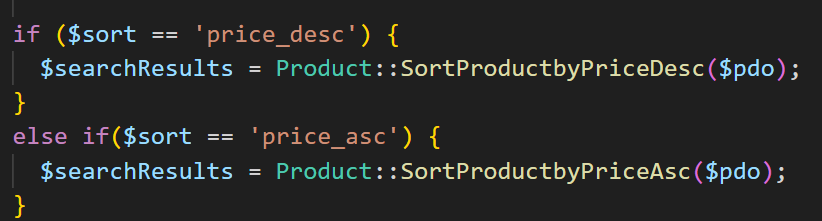 if ($sort == 'price_desc') {
  $searchResults = Product::SortProductbyPriceDesc($pdo);
}
else if($sort == 'price_asc') {
  $searchResults = Product::SortProductbyPriceAsc($pdo);
}